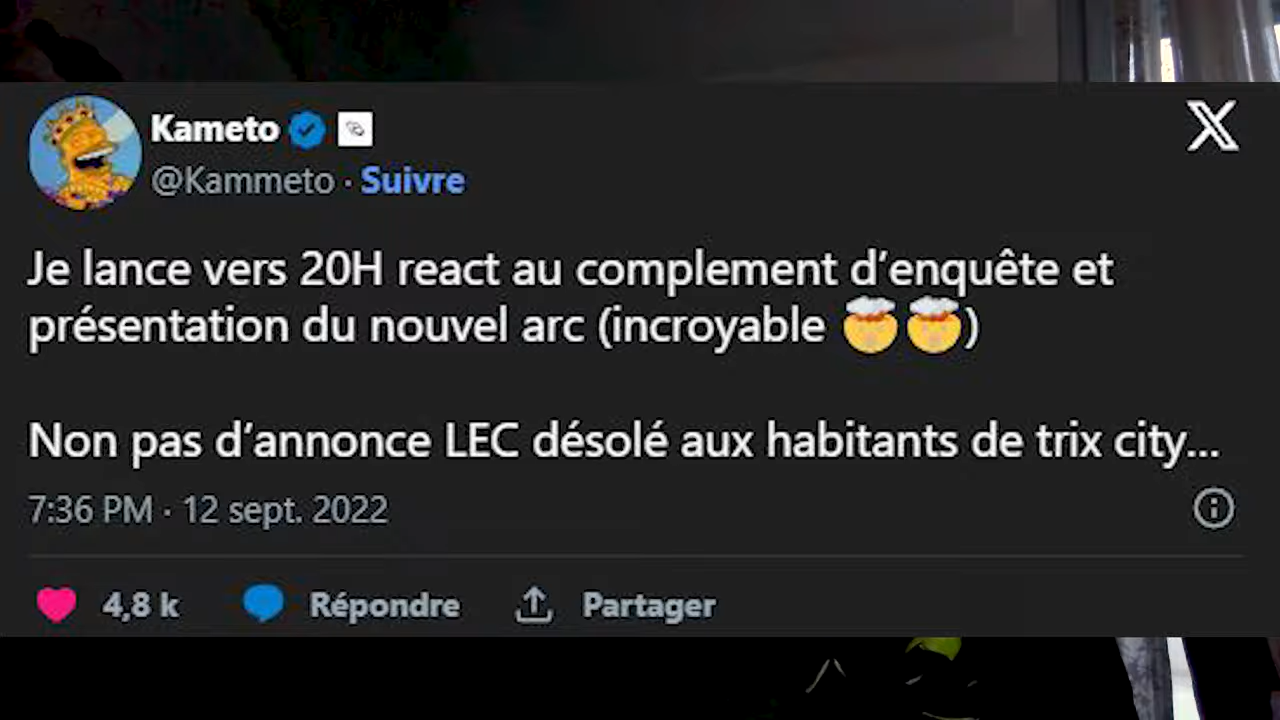 Kameto
@Kammeto · Suivre
Je lance vers 20H react au complement d’enquête et
présentation du nouvel arc (incroyable 🤯🤯)
Non pas d’annonce LEC désolé aux habitants de trix city...
7:36 PM · 12 sept. 2022
4,8 k Répondre Partager